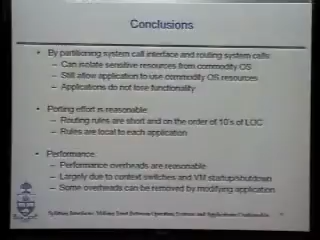 Conclusions
• By partitioning system call interface and routing system calls
– Can isolate sensitive resources from commodity OS
– Still allow application to use commodity OS resources
– Applications do not lose functionality
• Porting effort is reasonable
– Routing rules are short and on the order of 10's of LOC
– Rules are local to each application
• Performance
– Performance overheads are reasonable
– Largely due to context switches and VM startup/shutdown
– Some overheads can be removed by modifying application
Splitting Interfaces: Making Trust Between Operating Systems and Applications Configurable